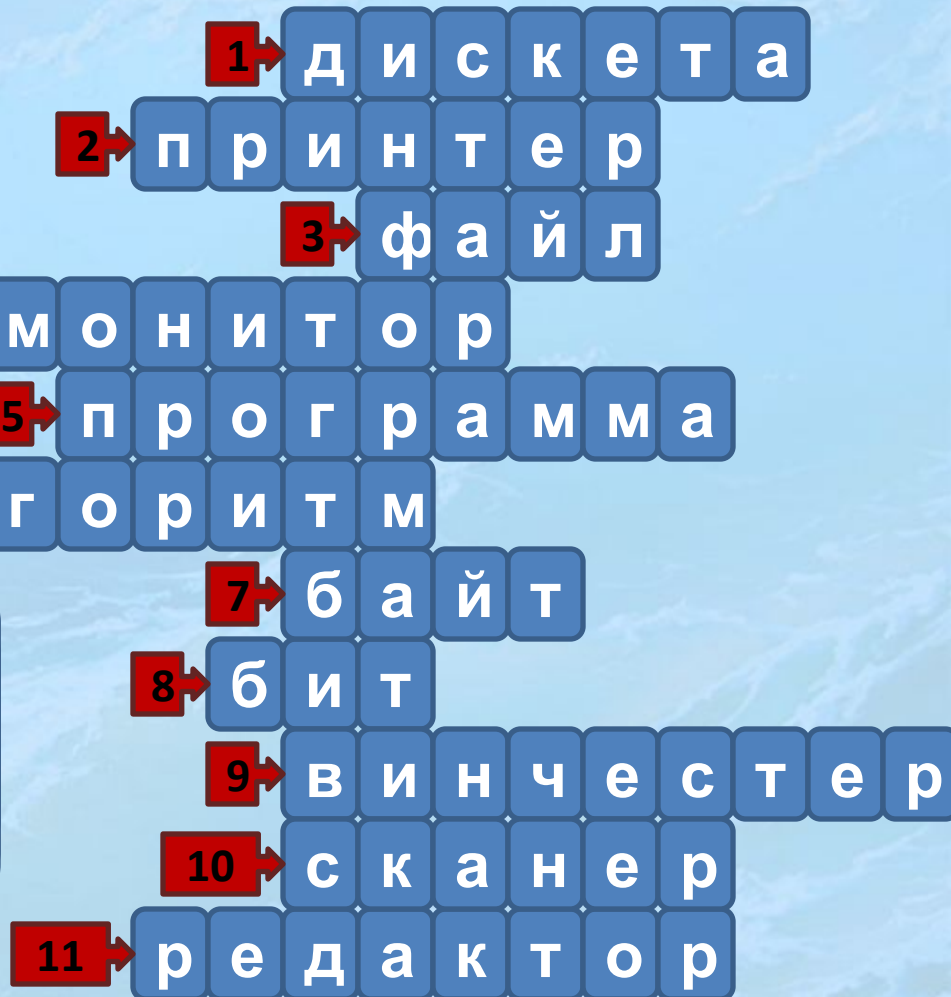 1 дискета
2 принтер
3 файл
монитор
5 программа
горитм
7 байт
8 бит
9 винчестер
10 сканер
11 редактор